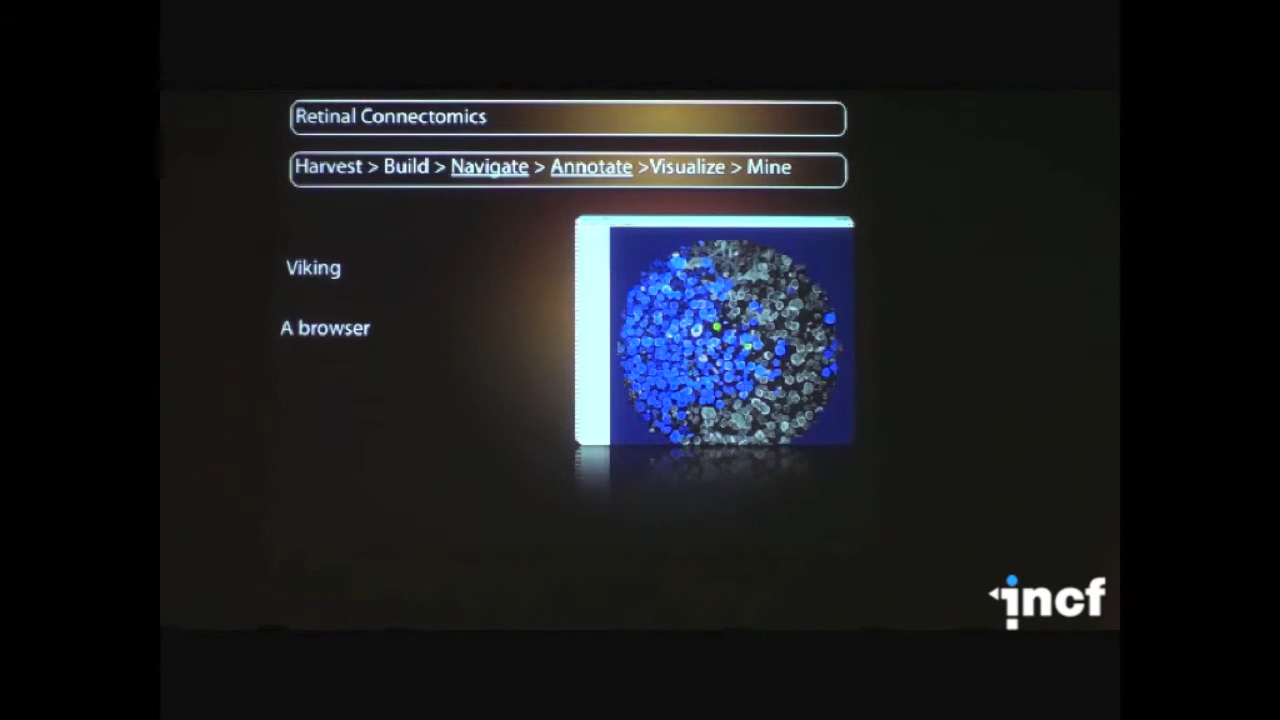 Retinal Connectomics
Harvest > Build > Navigate > Annotate >Visualize > Mine
Viking
A browser
incf